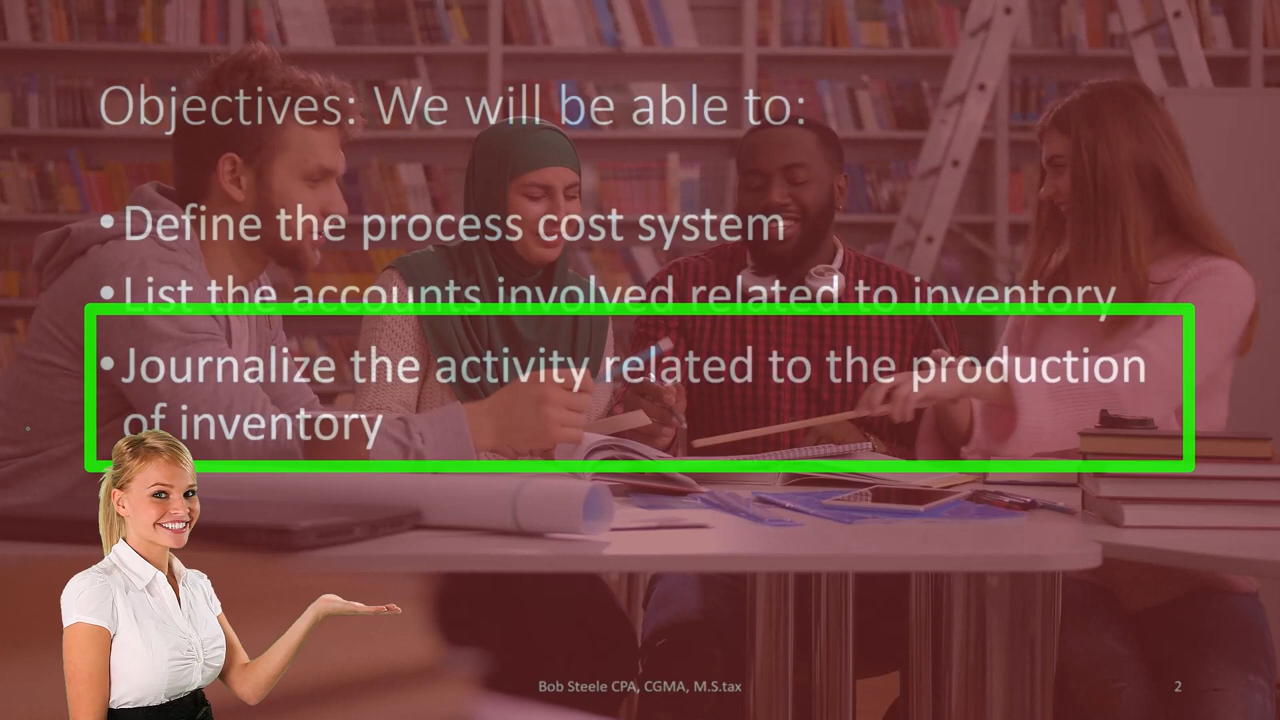 Objectives: We will be able to:
•Define the process cost system
•List the accounts involved related to inventory
•Journalize the activity related to the production
of inventory
Bob Steele CPA, CGMA, M.S.tax
2